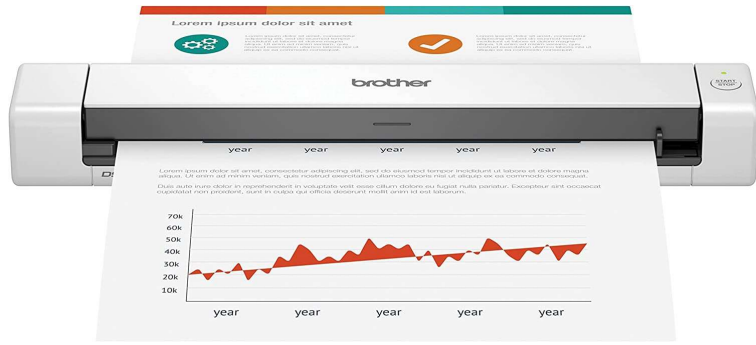 Lorem ipsum dolor sit amet
brother
START
STOP
DS
year year year year year
Lorem ipsum dolor sit amet, consectetur adipiscing elit, sed do eiusmod tempor incididunt ut labore et dolore magna
aliqua. Ut enim ad minim veniam, quis nostrud exercitation ullamco laboris nisi ut aliquip ex ea commodo consequat.
Duis aute irure dolor in reprehenderit in voluptate velit esse cillum dolore eu fugiat nulla pariatur. Excepteur sint occaecat
cupidatat non proident, sunt in culpa qui officia deserunt mollit anim id est laborum.
70k
60k
50k
40k
30k
20k
10k
year year year year year